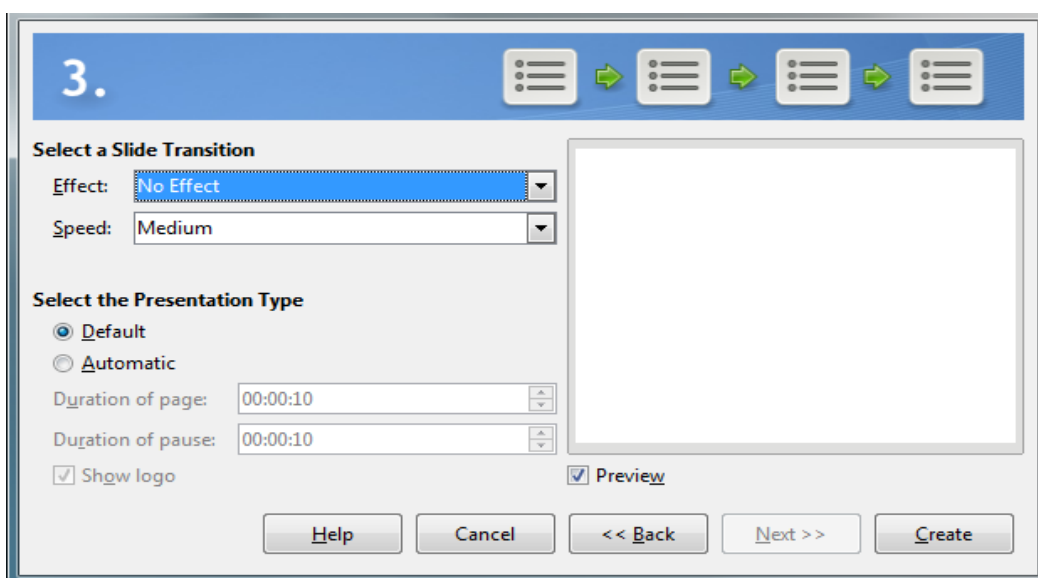 3.
Select a Slide Transition
Effect: No Effect
Speed: Medium
Select the Presentation Type
Default
Automatic
Duration of page: 00:00:10
Duration of pause: 00:00:10
Show logo
Preview
Help Cancel << Back Next >> Create